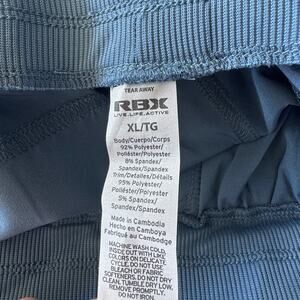 TEAR AWAY
RBX
LIVE.LIFE.ACTIVE
XL/TG
Body/Cuerpo/Corps
92% Polyester/
Poliéster/Polyester
8% Spandex/
Spandex/Spandex
Trim/Detalles/Détails
95% Polyester/
Poliéster/Polyester
5% Spandex/
Spandex/Spandex
Made in Cambodia
Hecho en Camboya
Fabriqué au Cambodge
MACHINE WASH COLD,
INSIDE OUT WITH LIKE
COLORS ON DELICATE
CYCLE. DO NOT USE
BLEACH OR FABRIC
SOFTENERS. DO NOT
DRY CLEAN. TUMBLE DRY LOW.
REMOVE PROMPTLY.
DO NOT IRON.